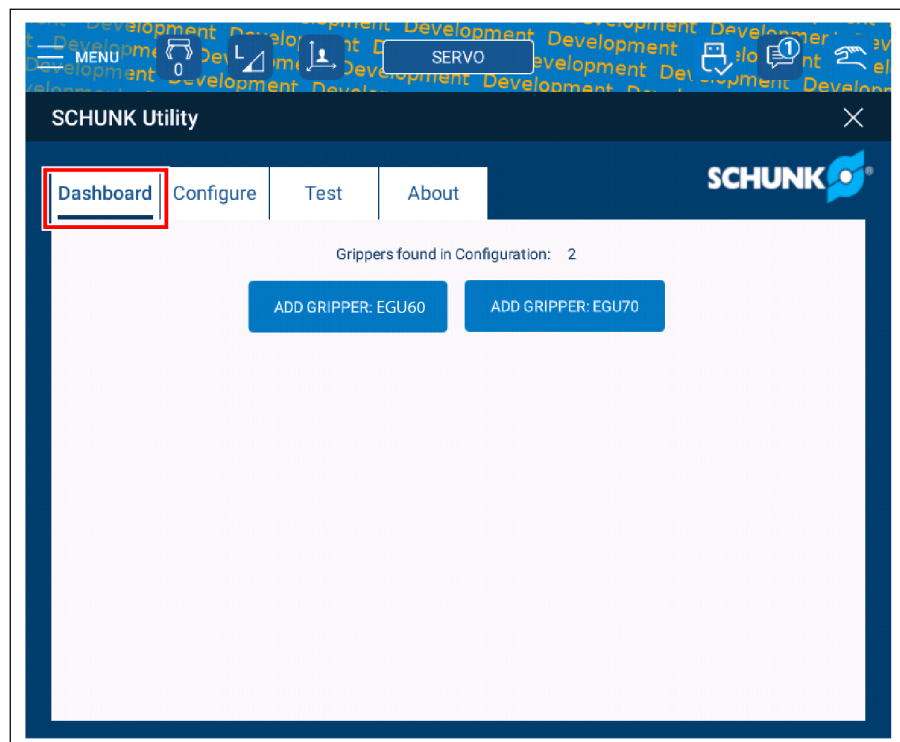 MENU
0
L
SERVO
1
SCHUNK Utility
Dashboard Configure Test About
SCHUNK®
Grippers found in Configuration: 2
ADD GRIPPER: EGU60 ADD GRIPPER: EGU70